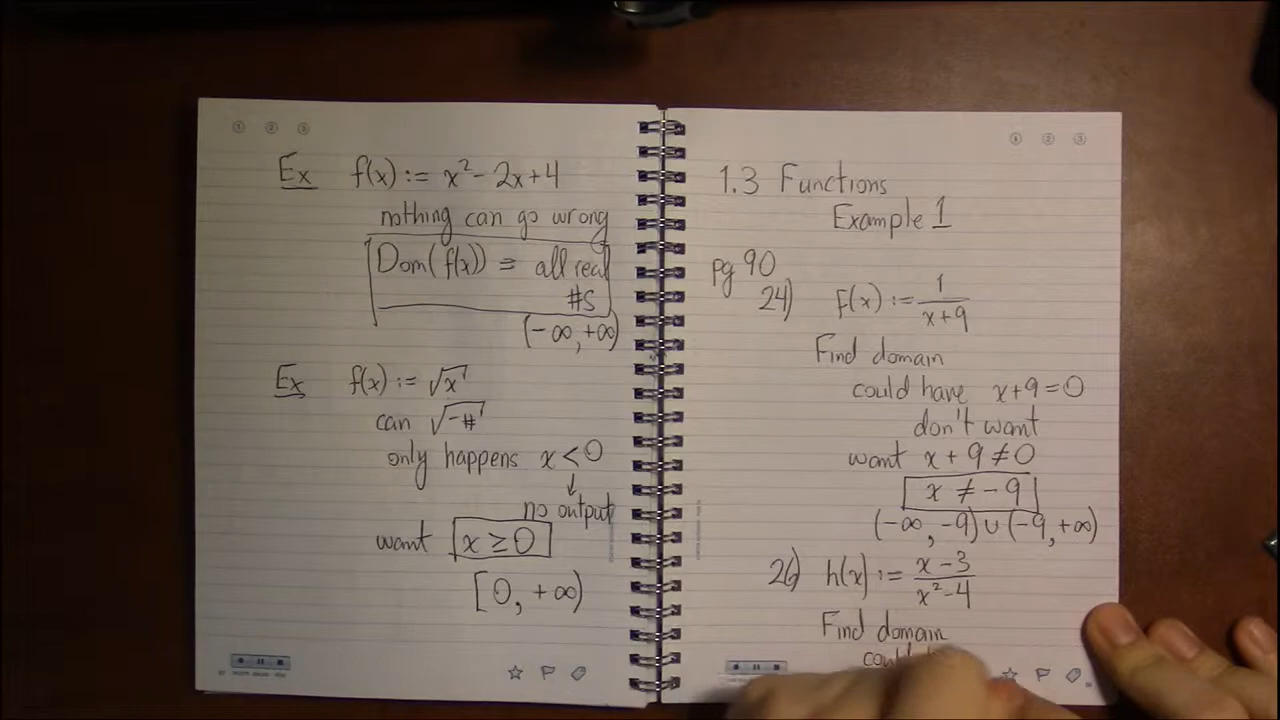 Ex f(x) := x² - 2x + 4
nothing can go wrong
Dom(f(x)) = all real
#s
(-∞, +∞)
Ex f(x) := √x
can √-#
only happens x < 0
↓
no output
want x ≥ 0
[0, +∞)
1.3 Functions
Example 1
pg 90
24) f(x) := 1/(x+9)
Find domain
could have x+9=0
don't want
want x + 9 ≠ 0
x ≠ -9
(-∞, -9) ∪ (-9, +∞)
26) h(x) := (x-3)/(x²-4)
Find domain